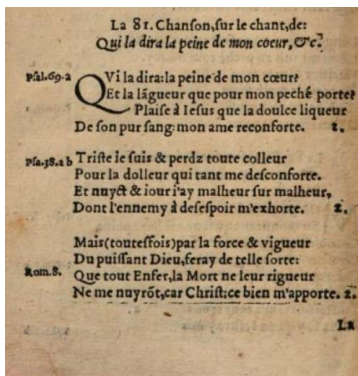 La 81. Chanſon, ſur le chant, de:
Qui la dira la peine de mon coeur, &c.
Pſal.69.a QVi la dira: la peine de mon cœur?
Et la lãgueur que pour mon peché porte?
Plaiſe à Ieſus que la doulce liqueur
De ſon pur ſang: mon ame reconforte. 2.
Pſa.38.a b Triſte ie ſuis & perdz toute colleur
Pour la dolleur qui tant me desconforte.
Et nuyct & iour i'ay malheur sur malheur,
Dont l'ennemy à deſeſpoir m'exhorte. 2.
Mais (toutesfois) par la force & vigueur
Du puiſſant Dieu, feray de telle ſorte:
Rom.8. Que tout Enfer, la Mort ne leur rigueur
Ne me nuyrõt, car Chriſt: ce bien m'apporte. 2.
La